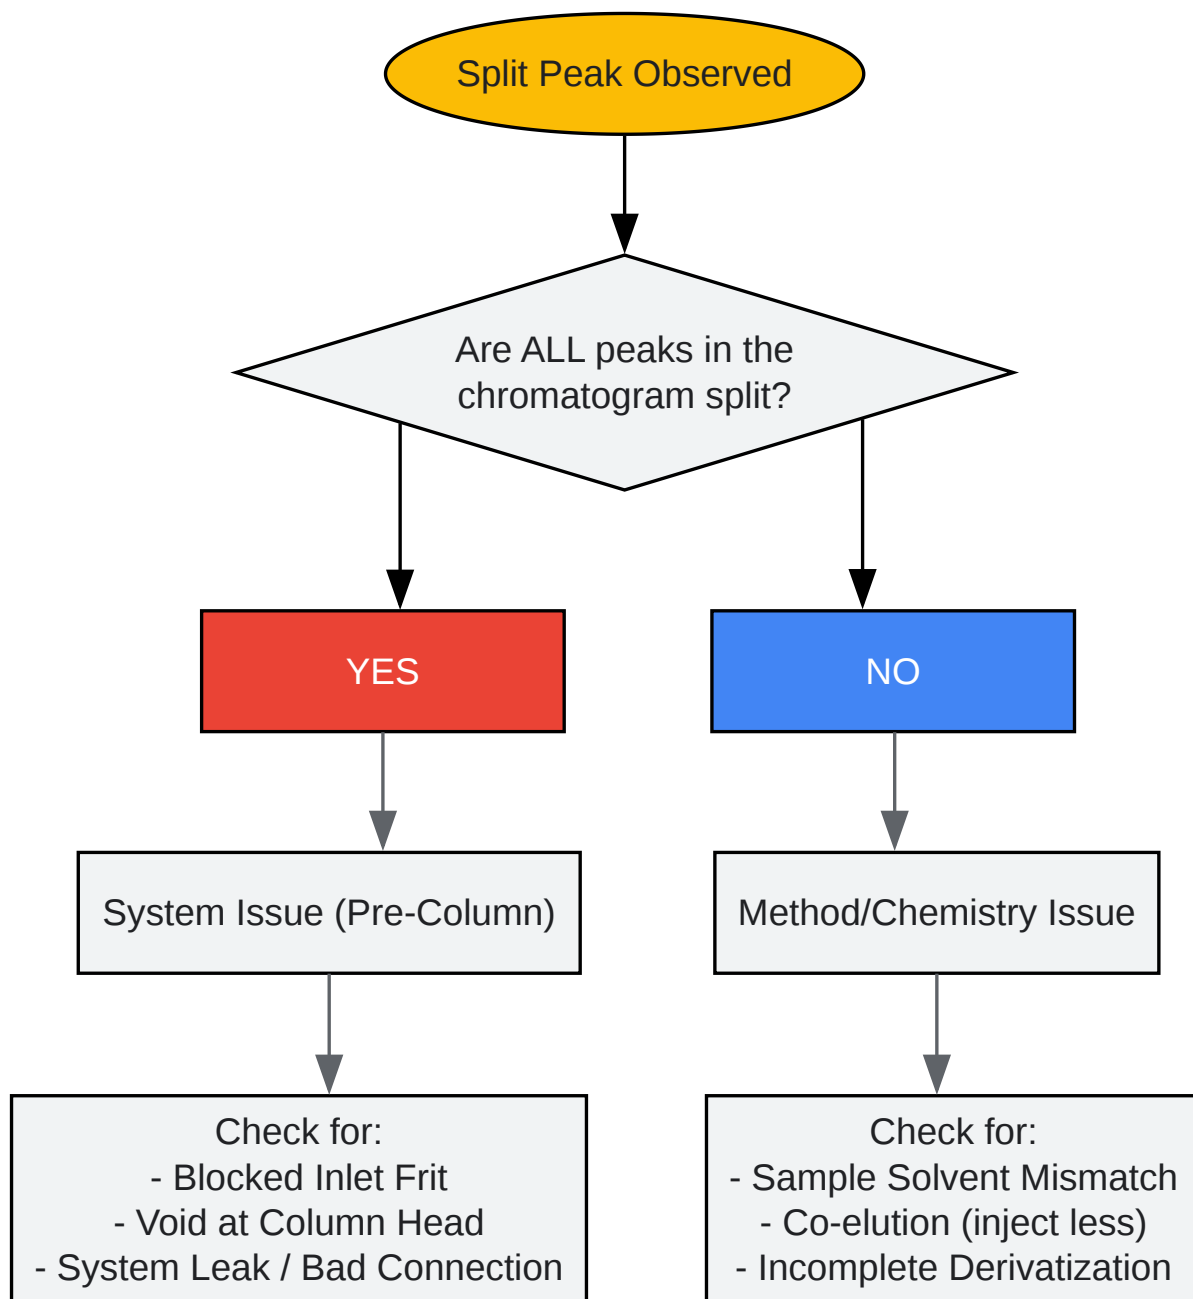 Split Peak Observed
Are ALL peaks in the
chromatogram split?
YES
NO
System Issue (Pre-Column)
Method/Chemistry Issue
Check for:
- Blocked Inlet Frit
- Void at Column Head
- System Leak / Bad Connection
Check for:
- Sample Solvent Mismatch
- Co-elution (inject less)
- Incomplete Derivatization